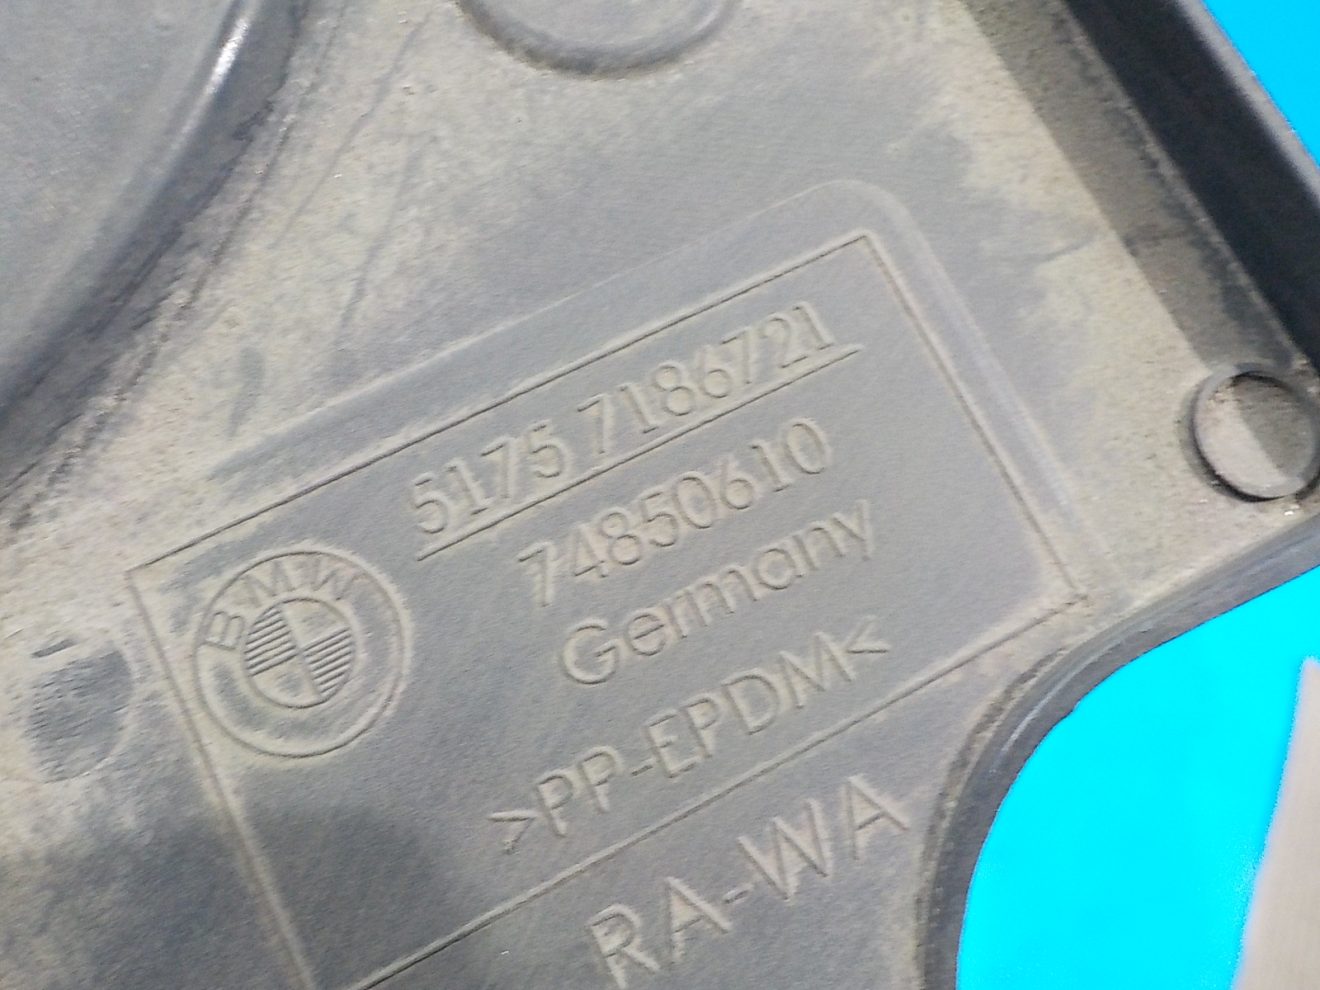 BMW
5175 7186721
74850610
Germany
>PP-EPDM<
RA-WA